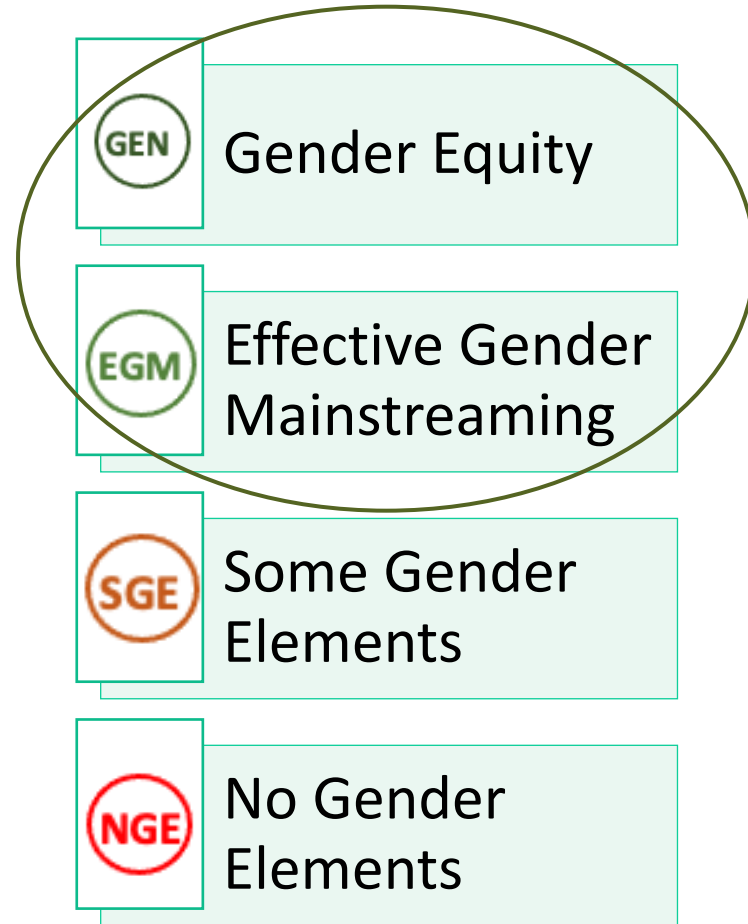 GEN
Gender Equity
EGM
Effective Gender
Mainstreaming
SGE
Some Gender
Elements
NGE
No Gender
Elements